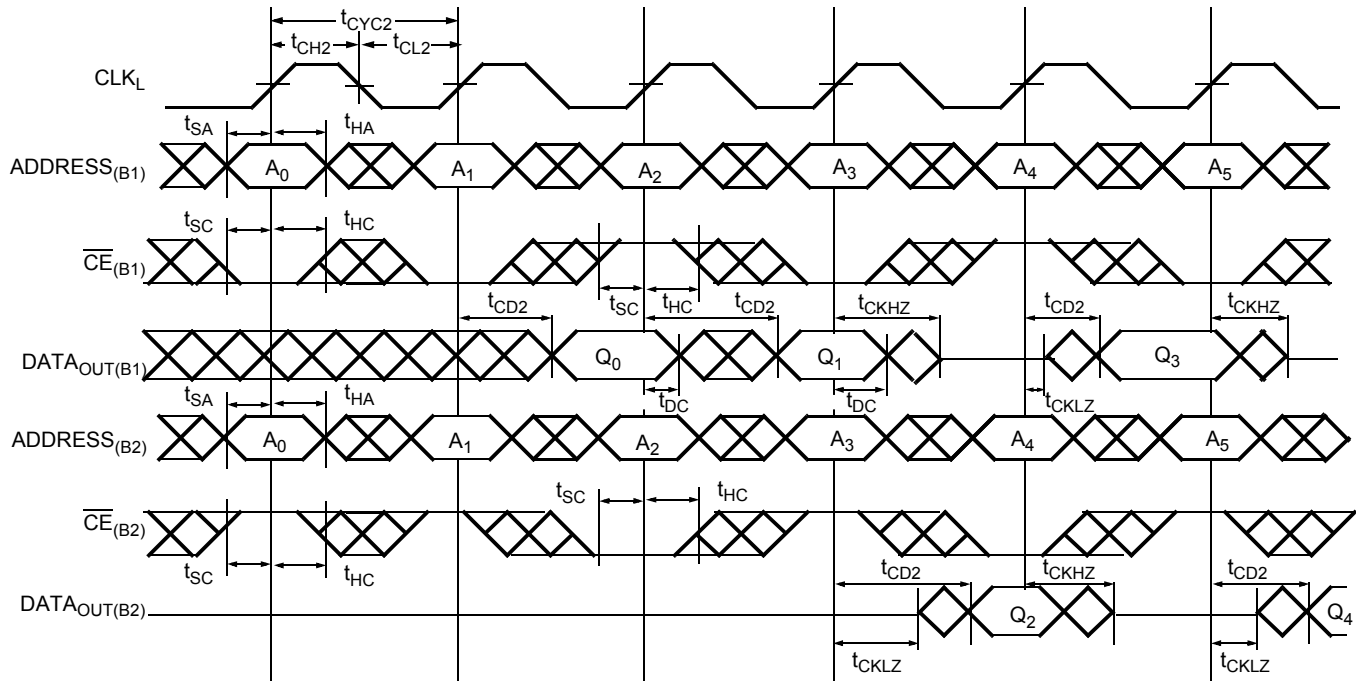 tCYC2
tCH2 tCL2
CLKL
tSA tHA
ADDRESS(B1) A0 A1 A2 A3 A4 A5
tSC tHC
CE(B1)
tCD2 tSC tHC tCD2 tCKHZ tCD2 tCKHZ
DATAOUT(B1) Q0 Q1 Q3
tSA tHA tDC tDC tCKLZ
ADDRESS(B2) A0 A1 A2 A3 A4 A5
tSC tHC
CE(B2)
tSC tHC tCD2 tCKHZ tCD2
DATAOUT(B2) Q2 Q4
tCKLZ tCKLZ